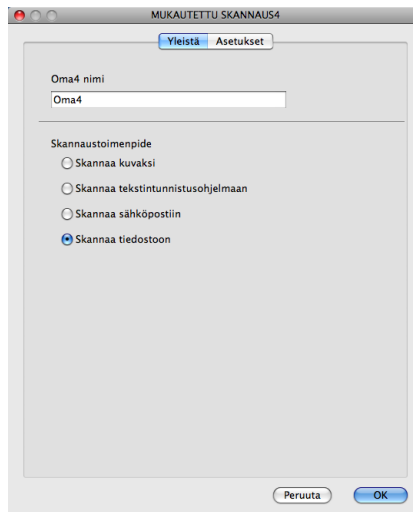 MUKAUTETTU SKANNAUS4
Yleistä Asetukset
Oma4 nimi
Oma4
Skannaustoimenpide
Skannaa kuvaksi
Skannaa tekstintunnistusohjelmaan
Skannaa sähköpostiin
Skannaa tiedostoon
Peruuta OK